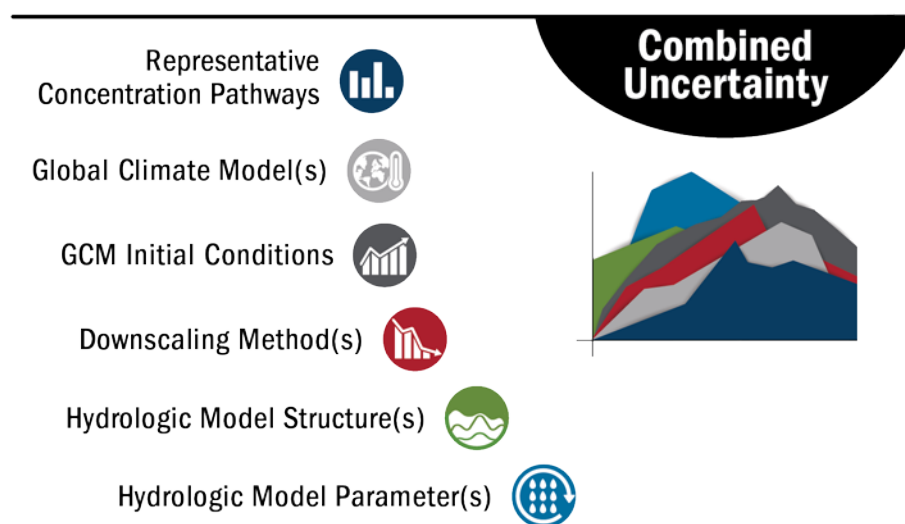 Combined
Uncertainty
Representative
Concentration Pathways
Global Climate Model(s)
GCM Initial Conditions
Downscaling Method(s)
Hydrologic Model Structure(s)
Hydrologic Model Parameter(s)